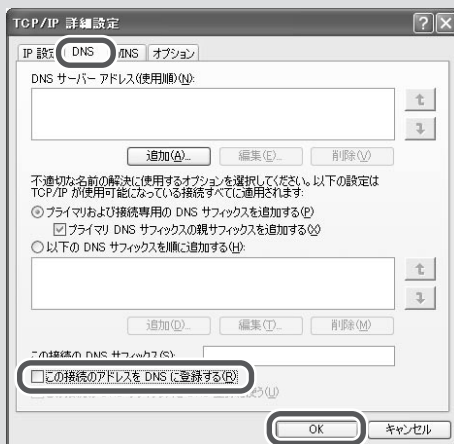 TCP/IP 詳細設定
IP 設定 DNS WINS オプション
DNS サーバー アドレス(使用順)(N):
追加(A)... 編集(E)... 削除(V)
不適切な名前の解決に使用するオプションを選択してください。以下の設定は
TCP/IP が使用可能になっている接続すべてに適用されます:
プライマリおよび接続専用の DNS サフィックスを追加する(P)
プライマリ DNS サフィックスの親サフィックスを追加する(X)
以下の DNS サフィックスを順に追加する(H):
追加(D)... 編集(T)... 削除(M)
この接続の DNS サフィックス(S):
この接続のアドレスを DNS に登録する(R)
使う(U)
OK キャンセル